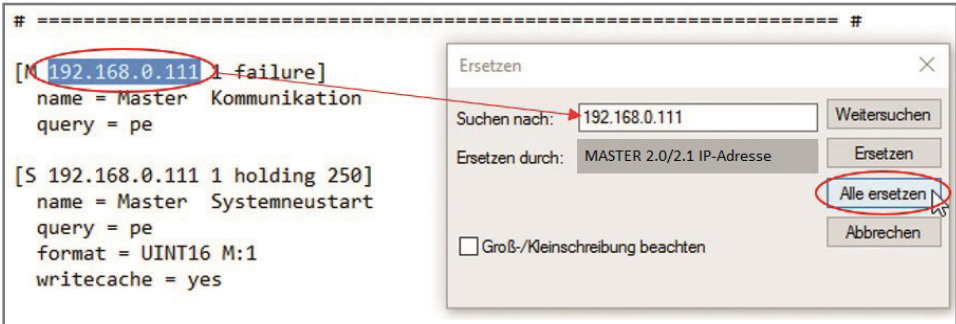 # ==================================================================== #
[M 192.168.0.111 1 failure]
name = Master Kommunikation
query = pe
[S 192.168.0.111 1 holding 250]
name = Master Systemneustart
query = pe
format = UINT16 M:1
writecache = yes
Ersetzen
Suchen nach: 192.168.0.111 Weitersuchen
Ersetzen durch: MASTER 2.0/2.1 IP-Adresse Ersetzen
Alle ersetzen
Groß-/Kleinschreibung beachten Abbrechen